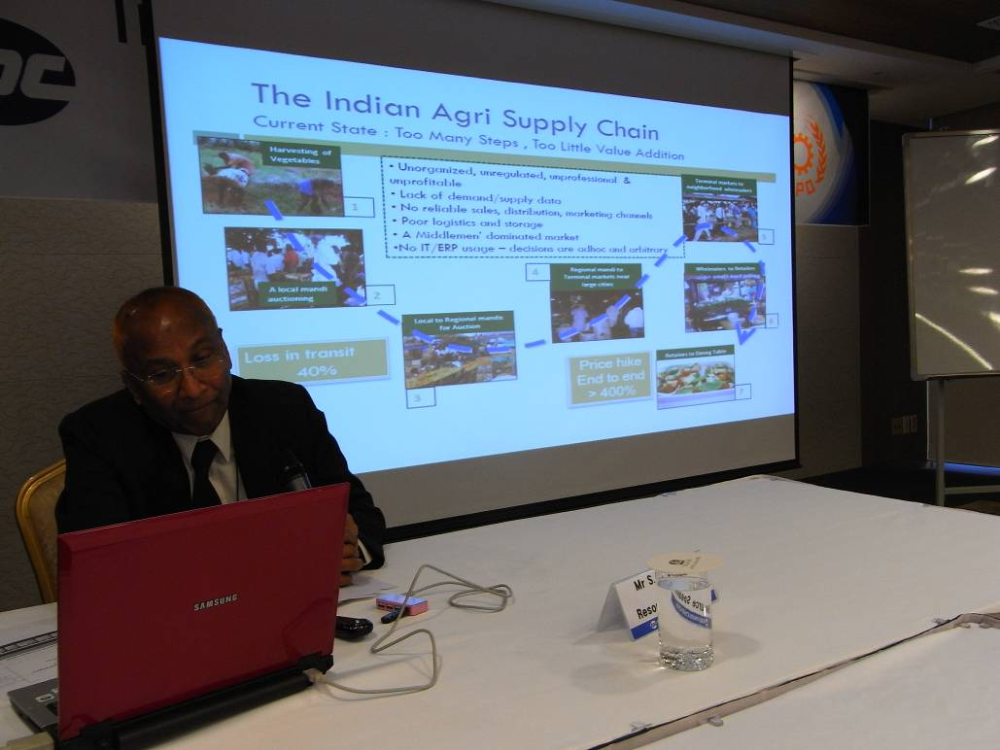 The Indian Agri Supply Chain
Current State : Too Many Steps , Too Little Value Addition
Harvesting of
Vegetables
1
• Unorganized, unregulated, unprofessional &
unprofitable
• Lack of demand/supply data
• No reliable sales, distribution, marketing channels
• Poor logistics and storage
• A Middlemen' dominated market
•No IT/ERP usage – decisions are adhoc and arbitrary
Terminal markets to
neighborhood wholesalers
5
A local mandi
auctioning
2
Local to Regional mandis
for Auction
3
4
Regional mandi to
Terminal markets near
large cities
Wholesalers to Retailers
6
Retailers to Dining Table
7
Loss in transit
40%
Price hike
End to end
> 400%
SAMSUNG
Mr S.